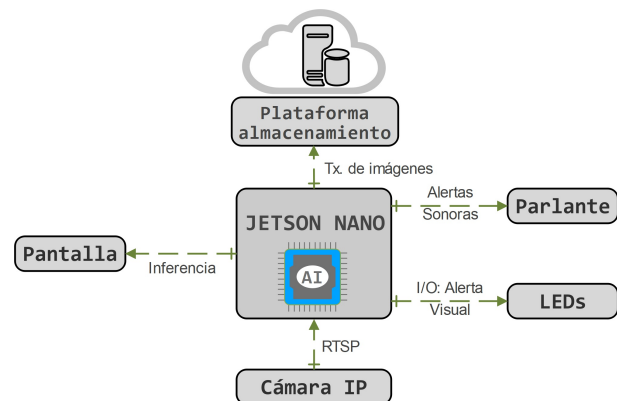 Plataforma
almacenamiento
Tx. de imágenes
JETSON NANO
AI
Alertas
Sonoras
Parlante
Pantalla
Inferencia
I/O: Alerta
Visual
LEDs
RTSP
Cámara IP